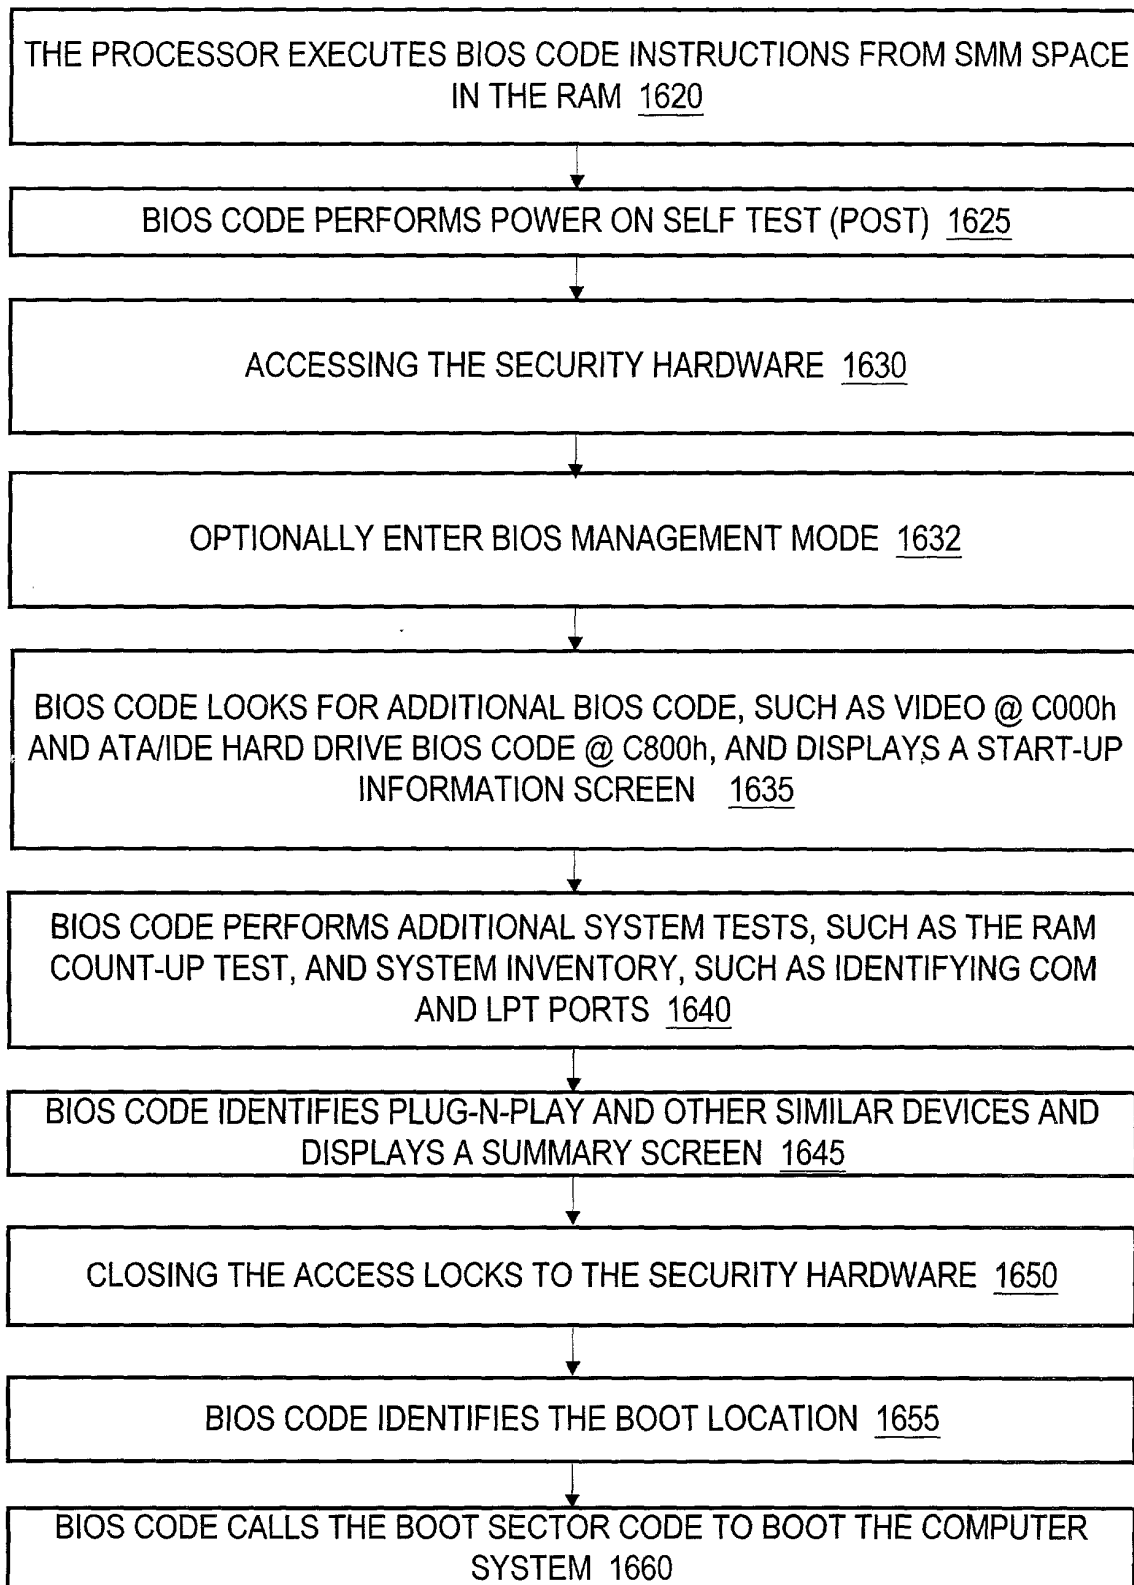 THE PROCESSOR EXECUTES BIOS CODE INSTRUCTIONS FROM SMM SPACE
IN THE RAM 1620
BIOS CODE PERFORMS POWER ON SELF TEST (POST) 1625
ACCESSING THE SECURITY HARDWARE 1630
OPTIONALLY ENTER BIOS MANAGEMENT MODE 1632
BIOS CODE LOOKS FOR ADDITIONAL BIOS CODE, SUCH AS VIDEO @ C000h
AND ATA/IDE HARD DRIVE BIOS CODE @ C800h, AND DISPLAYS A START-UP
INFORMATION SCREEN 1635
BIOS CODE PERFORMS ADDITIONAL SYSTEM TESTS, SUCH AS THE RAM
COUNT-UP TEST, AND SYSTEM INVENTORY, SUCH AS IDENTIFYING COM
AND LPT PORTS 1640
BIOS CODE IDENTIFIES PLUG-N-PLAY AND OTHER SIMILAR DEVICES AND
DISPLAYS A SUMMARY SCREEN 1645
CLOSING THE ACCESS LOCKS TO THE SECURITY HARDWARE 1650
BIOS CODE IDENTIFIES THE BOOT LOCATION 1655
BIOS CODE CALLS THE BOOT SECTOR CODE TO BOOT THE COMPUTER
SYSTEM 1660